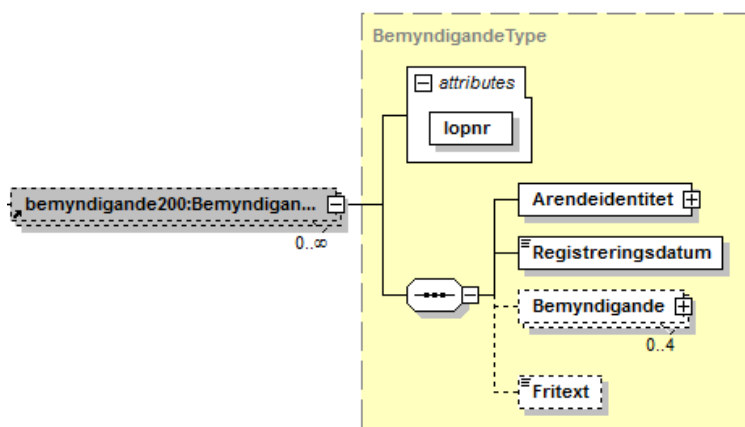 BemyndigandeType
attributes
lopnr
bemyndigande200:Bemyndigan...
0..∞
Arendeidentitet
Registreringsdatum
Bemyndigande
0..4
Fritext